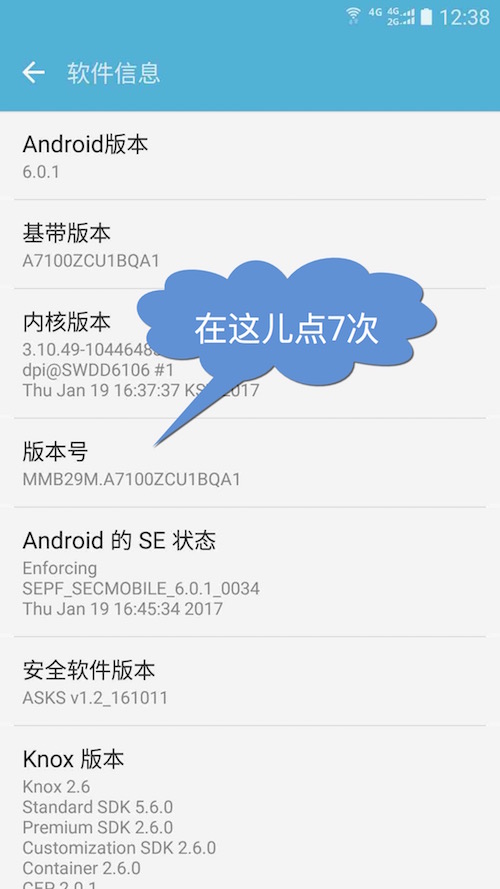 4G 4G 2G 12:38
软件信息
Android版本
6.0.1
基带版本
A7100ZCU1BQA1
在这儿点7次
内核版本
3.10.49-1044648
dpi@SWDD6106 #1
Thu Jan 19 16:37:37 KS 2017
版本号
MMB29M.A7100ZCU1BQA1
Android 的 SE 状态
Enforcing
SEPF_SECMOBILE_6.0.1_0034
Thu Jan 19 16:45:34 2017
安全软件版本
ASKS v1.2_161011
Knox 版本
Knox 2.6
Standard SDK 5.6.0
Premium SDK 2.6.0
Customization SDK 2.6.0
Container 2.6.0
CEP 2.0.1